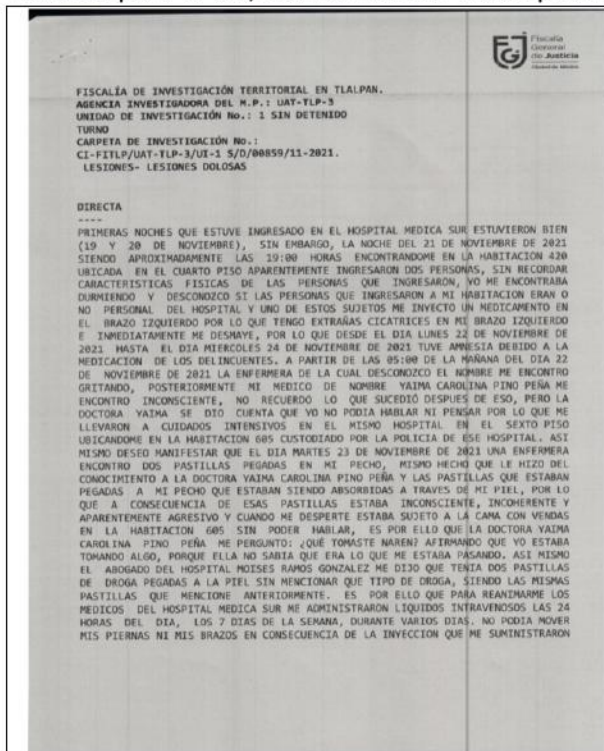 Fiscalía
General
de Justicia
Ciudad de México
FISCALÍA DE INVESTIGACIÓN TERRITORIAL EN TLALPAN.
AGENCIA INVESTIGADORA DEL M.P.: UAT-TLP-3
UNIDAD DE INVESTIGACIÓN No.: 1 SIN DETENIDO
TURNO
CARPETA DE INVESTIGACIÓN No.:
CI-FITLP/UAT-TLP-3/UI-1 S/D/00859/11-2021.
LESIONES- LESIONES DOLOSAS
DIRECTA
----
PRIMERAS NOCHES QUE ESTUVE INGRESADO EN EL HOSPITAL MEDICA SUR ESTUVIERON BIEN
(19 Y 20 DE NOVIEMBRE), SIN EMBARGO, LA NOCHE DEL 21 DE NOVIEMBRE DE 2021
SIENDO APROXIMADAMENTE LAS 19:00 HORAS ENCONTRANDOME EN LA HABITACION 420
UBICADA EN EL CUARTO PISO APARENTEMENTE INGRESARON DOS PERSONAS, SIN RECORDAR
CARACTERISTICAS FISICAS DE LAS PERSONAS QUE INGRESARON, YO ME ENCONTRABA
DURMIENDO Y DESCONOZCO SI LAS PERSONAS QUE INGRESARON A MI HABITACION ERAN O
NO PERSONAL DEL HOSPITAL Y UNO DE ESTOS SUJETOS ME INYECTO UN MEDICAMENTO EN
EL BRAZO IZQUIERDO POR LO QUE TENGO EXTRAÑAS CICATRICES EN MI BRAZO IZQUIERDO
E INMEDIATAMENTE ME DESMAYE, POR LO QUE DESDE EL DIA LUNES 22 DE NOVIEMBRE DE
2021 HASTA EL DIA MIERCOLES 24 DE NOVIEMBRE DE 2021 TUVE AMNESIA DEBIDO A LA
MEDICACION DE LOS DELINCUENTES. A PARTIR DE LAS 05:00 DE LA MAÑANA DEL DIA 22
DE NOVIEMBRE DE 2021 LA ENFERMERA DE LA CUAL DESCONOZCO EL NOMBRE ME ENCONTRO
GRITANDO, POSTERIORMENTE MI MEDICO DE NOMBRE YAIMA CAROLINA PINO PEÑA ME
ENCONTRO INCONSCIENTE, NO RECUERDO LO QUE SUCEDIÓ DESPUES DE ESO, PERO LA
DOCTORA YAIMA SE DIO CUENTA QUE YO NO PODIA HABLAR NI PENSAR POR LO QUE ME
LLEVARON A CUIDADOS INTENSIVOS EN EL MISMO HOSPITAL EN EL SEXTO PISO
UBICANDOME EN LA HABITACION 605 CUSTODIADO POR LA POLICIA DE ESE HOSPITAL. ASI
MISMO DESEO MANIFESTAR QUE EL DIA MARTES 23 DE NOVIEMBRE DE 2021 UNA ENFERMERA
ENCONTRO DOS PASTILLAS PEGADAS EN MI PECHO, MISMO HECHO QUE LE HIZO DEL
CONOCIMIENTO A LA DOCTORA YAIMA CAROLINA PINO PEÑA Y LAS PASTILLAS QUE ESTABAN
PEGADAS A MI PECHO QUE ESTABAN SIENDO ABSORBIDAS A TRAVES DE MI PIEL, POR LO
QUE A CONSECUENCIA DE ESAS PASTILLAS ESTABA INCONSCIENTE, INCOHERENTE Y
APARENTEMENTE AGRESIVO Y CUANDO ME DESPERTE ESTABA SUJETO A LA CAMA CON VENDAS
EN LA HABITACION 605 SIN PODER HABLAR, ES POR ELLO QUE LA DOCTORA YAIMA
CAROLINA PINO PEÑA ME PERGUNTO: ¿QUÉ TOMASTE NAREN? AFIRMANDO QUE YO ESTABA
TOMANDO ALGO, PORQUE ELLA NO SABIA QUE ERA LO QUE ME ESTABA PASANDO. ASI MISMO
EL ABOGADO DEL HOSPITAL MOISES RAMOS GONZALEZ ME DIJO QUE TENIA DOS PASTILLAS
DE DROGA PEGADAS A LA PIEL SIN MENCIONAR QUE TIPO DE DROGA, SIENDO LAS MISMAS
PASTILLAS QUE MENCIONE ANTERIORMENTE. ES POR ELLO QUE PARA REANIMARME LOS
MEDICOS DEL HOSPITAL MEDICA SUR ME ADMINISTRARON LIQUIDOS INTRAVENOSOS LAS 24
HORAS DEL DIA, LOS 7 DIAS DE LA SEMANA, DURANTE VARIOS DIAS. NO PODIA MOVER
MIS PIERNAS NI MIS BRAZOS EN CONSECUENCIA DE LA INYECCION QUE ME SUMINISTRARON